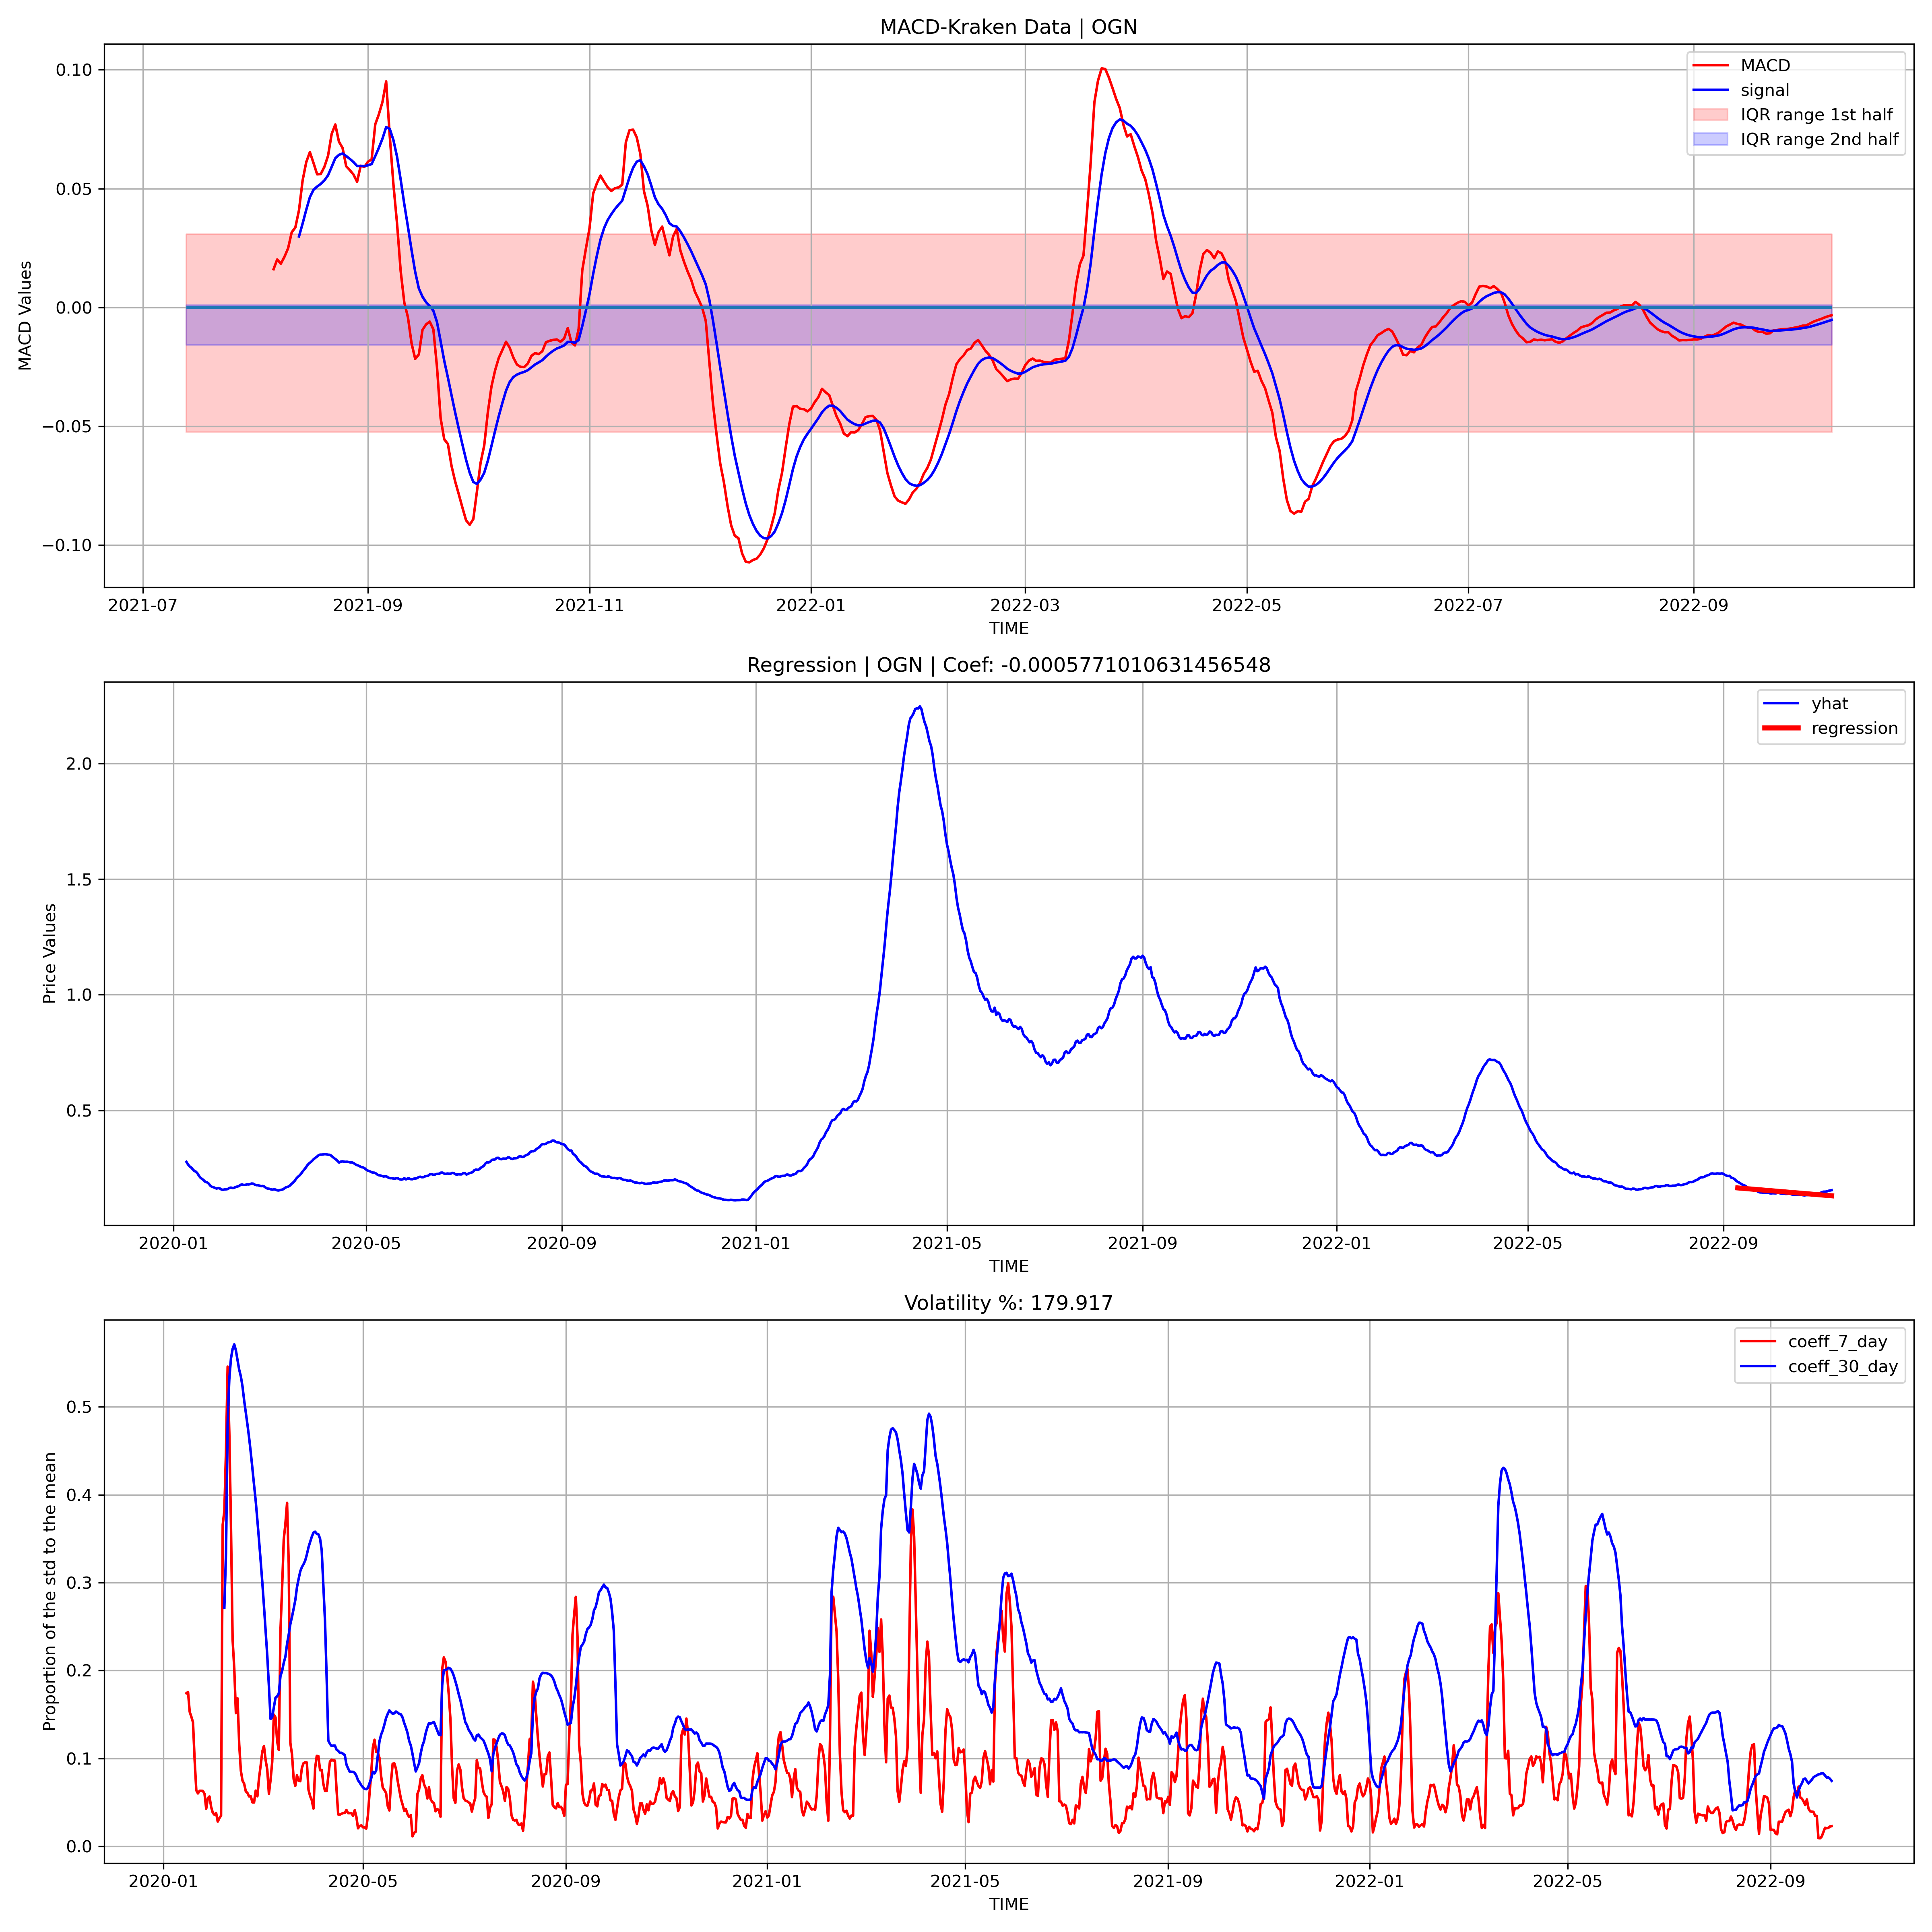 MACD-Kraken Data | OGN
MACD
signal
IQR range 1st half
IQR range 2nd half
0.10
0.05
0.00
−0.05
−0.10
MACD Values
2021-07 2021-09 2021-11 2022-01 2022-03 2022-05 2022-07 2022-09
TIME
Regression | OGN | Coef: -0.0005771010631456548
yhat
regression
2.0
1.5
1.0
0.5
Price Values
2020-01 2020-05 2020-09 2021-01 2021-05 2021-09 2022-01 2022-05 2022-09
TIME
Volatility %: 179.917
coeff_7_day
coeff_30_day
0.5
0.4
0.3
0.2
0.1
0.0
Proportion of the std to the mean
2020-01 2020-05 2020-09 2021-01 2021-05 2021-09 2022-01 2022-05 2022-09
TIME